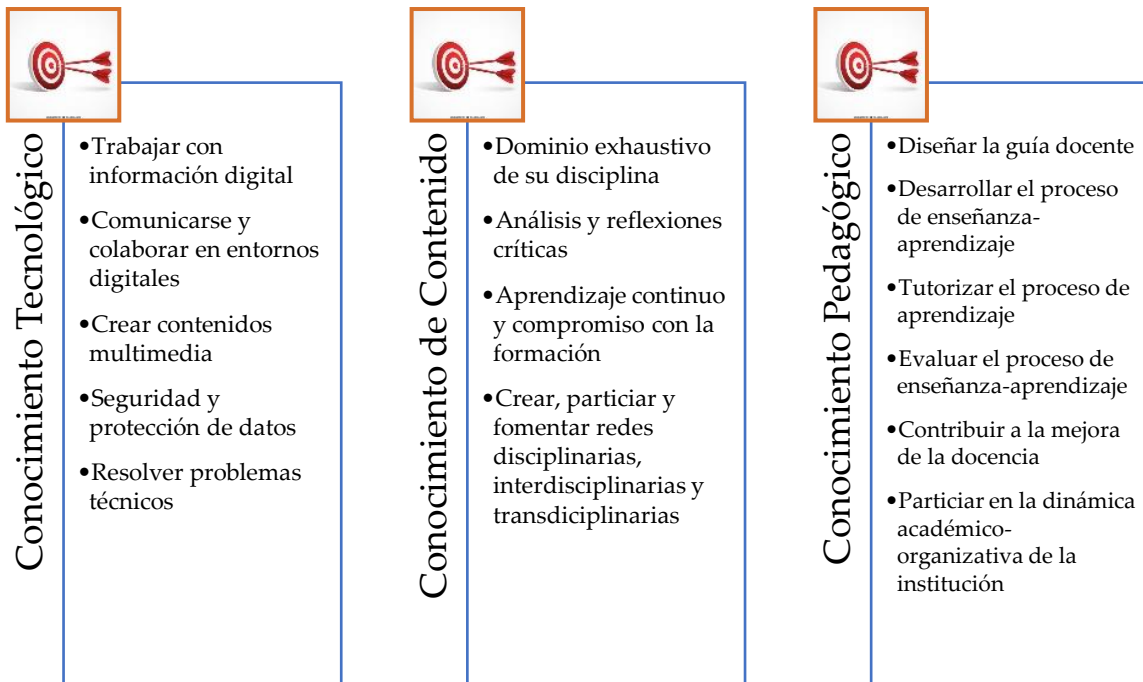 Conocimiento Tecnológico
•Trabajar con
información digital
•Comunicarse y
colaborar en entornos
digitales
•Crear contenidos
multimedia
•Seguridad y
protección de datos
•Resolver problemas
técnicos
Conocimiento de Contenido
•Dominio exhaustivo
de su disciplina
•Análisis y reflexiones
críticas
•Aprendizaje continuo
y compromiso con la
formación
•Crear, particiar y
fomentar redes
disciplinarias,
interdisciplinarias y
transdiciplinarias
Conocimiento Pedagógico
•Diseñar la guía docente
•Desarrollar el proceso
de enseñanza-
aprendizaje
•Tutorizar el proceso de
aprendizaje
•Evaluar el proceso de
enseñanza-aprendizaje
•Contribuir a la mejora
de la docencia
•Particiar en la dinámica
académico-
organizativa de la
institución